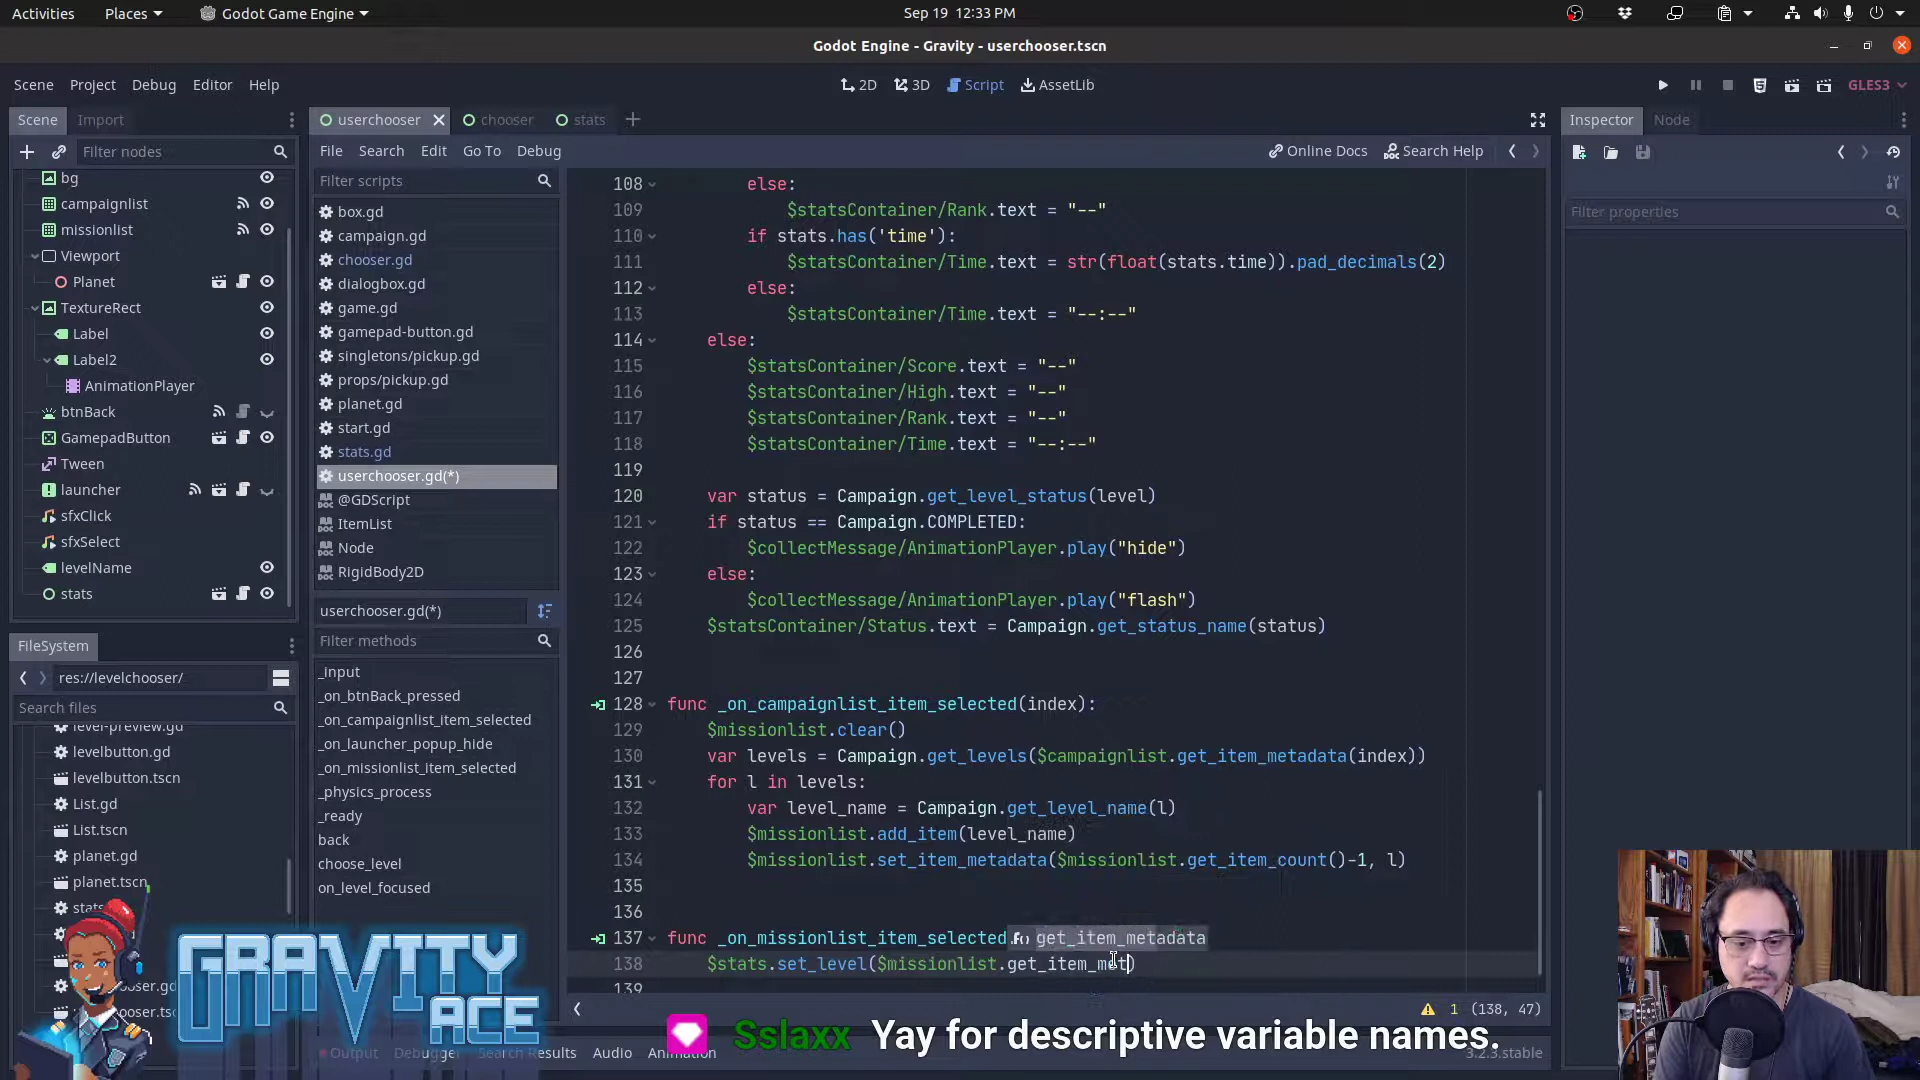 Activities
Places
Godot Game Engine
Sep 19 12:33 PM
Godot Engine - Gravity - userchooser.tscn
Scene Project Debug Editor Help
2D 3D Script AssetLib
GLES3
Scene Import
userchooser
chooser
stats
Inspector Node
Filter nodes
File Search Edit Go To Debug
Online Docs
Search Help
Filter scripts
Filter properties
bg
campaignlist
missionlist
Viewport
Planet
TextureRect
Label
Label2
AnimationPlayer
btnBack
GamepadButton
Tween
launcher
sfxClick
sfxSelect
levelName
stats
box.gd
campaign.gd
chooser.gd
dialogbox.gd
game.gd
gamepad-button.gd
singletons/pickup.gd
props/pickup.gd
planet.gd
start.gd
stats.gd
userchooser.gd(*)
@GDScript
ItemList
Node
RigidBody2D
userchooser.gd(*)
Filter methods
_input
_on_btnBack_pressed
_on_campaignlist_item_selected
_on_launcher_popup_hide
_on_missionlist_item_selected
_physics_process
_ready
back
choose_level
on_level_focused
FileSystem
res://levelchooser/
Search files
level-preview.gd
levelbutton.gd
levelbutton.tscn
List.gd
List.tscn
planet.gd
planet.tscn
108 else:
109 $statsContainer/Rank.text = "--"
110 if stats.has('time'):
111 $statsContainer/Time.text = str(float(stats.time)).pad_decimals(2)
112 else:
113 $statsContainer/Time.text = "--:--"
114 else:
115 $statsContainer/Score.text = "--"
116 $statsContainer/High.text = "--"
117 $statsContainer/Rank.text = "--"
118 $statsContainer/Time.text = "--:--"
119
120 var status = Campaign.get_level_status(level)
121 if status == Campaign.COMPLETED:
122 $collectMessage/AnimationPlayer.play("hide")
123 else:
124 $collectMessage/AnimationPlayer.play("flash")
125 $statsContainer/Status.text = Campaign.get_status_name(status)
126
127
128 func _on_campaignlist_item_selected(index):
129 $missionlist.clear()
130 var levels = Campaign.get_levels($campaignlist.get_item_metadata(index))
131 for l in levels:
132 var level_name = Campaign.get_level_name(l)
133 $missionlist.add_item(level_name)
134 $missionlist.set_item_metadata($missionlist.get_item_count()-1, l)
135
136
137 func _on_missionlist_item_selected
get_item_metadata
138 $stats.set_level($missionlist.get_item_met)
139
1 (138, 47)
GRAVITY
ACE
Sslaxx Yay for descriptive variable names.
Output Debugger Search Results Audio Animation
3.2.3.stable